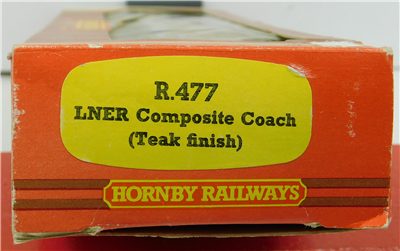 R.477
LNER Composite Coach
(Teak finish)
HORNBY RAILWAYS